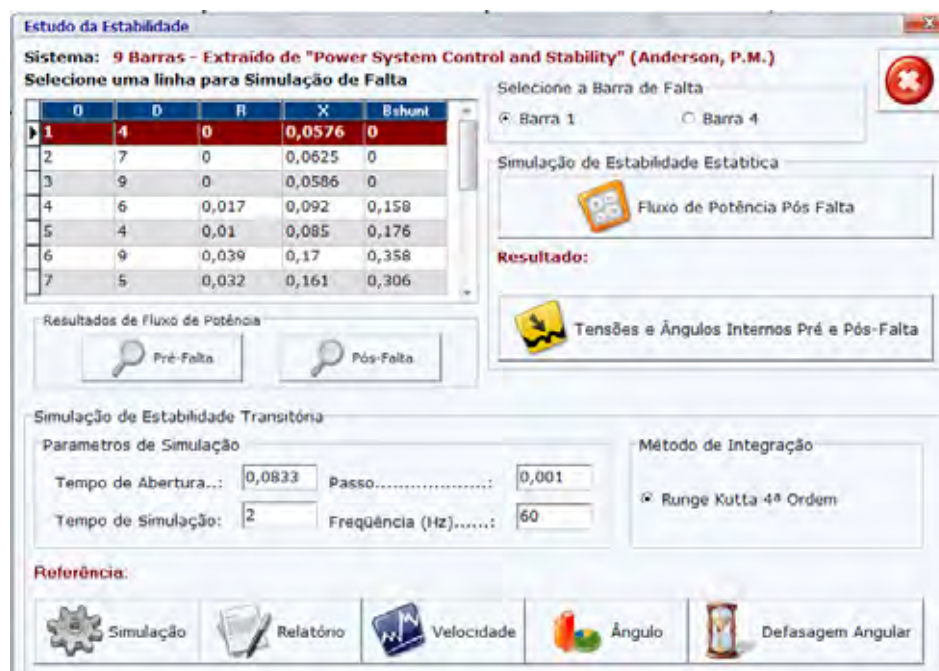 Estudo da Estabilidade
Sistema: 9 Barras - Extraído de "Power System Control and Stability" (Anderson, P.M.)
Selecione uma linha para Simulação de Falta
O D R X Bshunt
1 4 0 0,0576 0
2 7 0 0,0625 0
3 9 0 0,0586 0
4 6 0,017 0,092 0,158
5 4 0,01 0,085 0,176
6 9 0,039 0,17 0,358
7 5 0,032 0,161 0,306
Selecione a Barra de Falta
Barra 1 Barra 4
Simulação de Estabilidade Estatítica
Fluxo de Potência Pós Falta
Resultado:
Tensões e Ângulos Internos Pré e Pós-Falta
Resultados de Fluxo de Potência
Pré-Falta Pós-Falta
Simulação de Estabilidade Transitória
Parametros de Simulação
Tempo de Abertura..: 0,0833 Passo....................: 0,001
Tempo de Simulação: 2 Freqüência (Hz)......: 60
Método de Integração
Runge Kutta 4ª Ordem
Referência:
Simulação Relatório Velocidade Ângulo Defasagem Angular